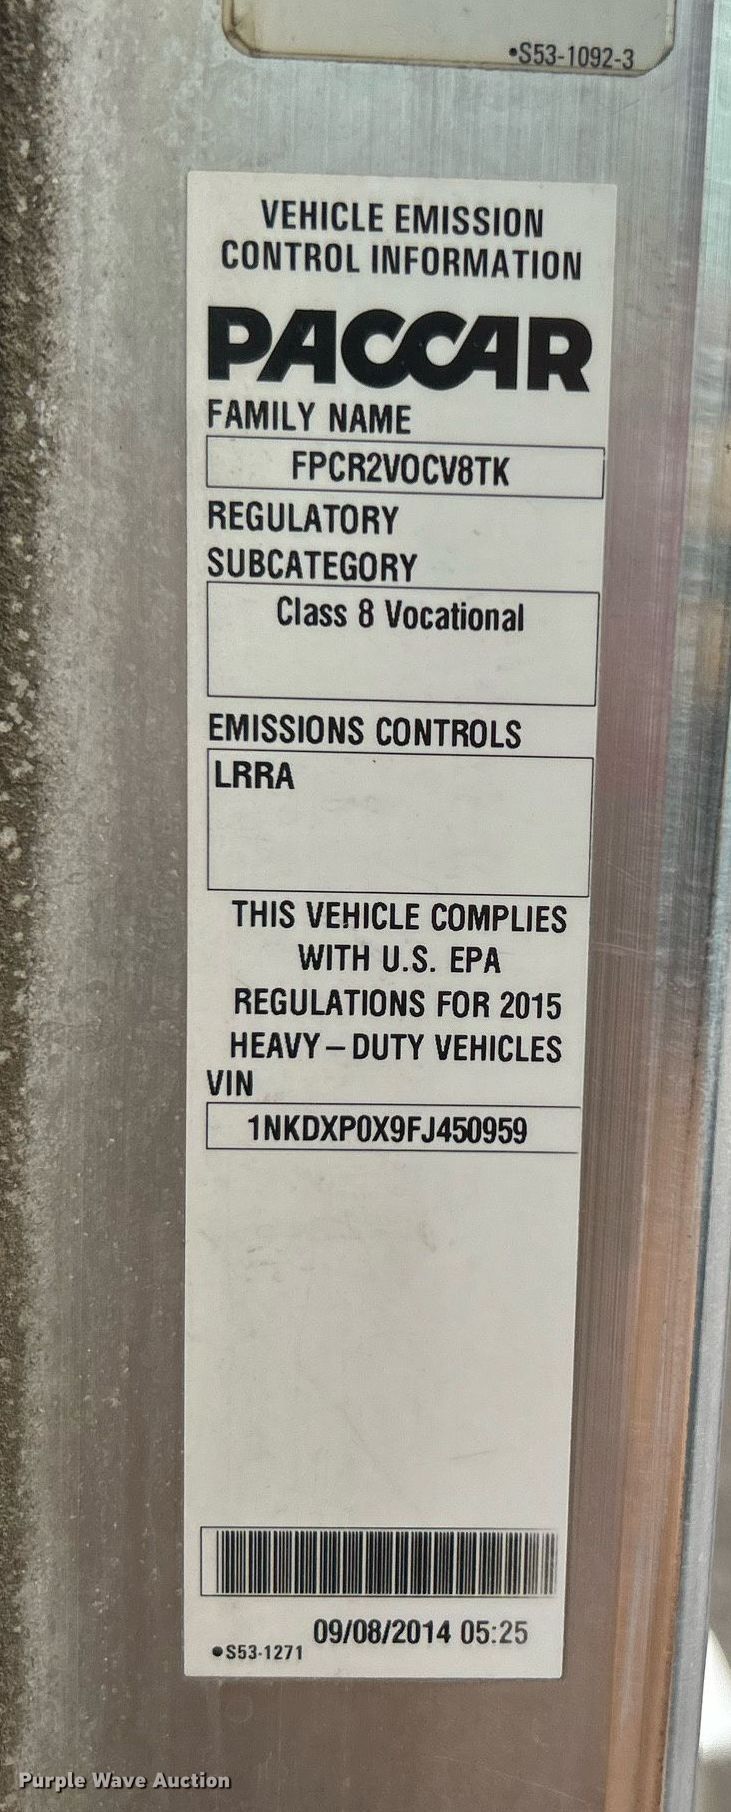 •S53-1092-3
VEHICLE EMISSION
CONTROL INFORMATION
PACCAR
FAMILY NAME
FPCR2VOCV8TK
REGULATORY
SUBCATEGORY
Class 8 Vocational
EMISSIONS CONTROLS
LRRA
THIS VEHICLE COMPLIES
WITH U.S. EPA
REGULATIONS FOR 2015
HEAVY–DUTY VEHICLES
VIN
1NKDXP0X9FJ450959
09/08/2014 05:25
•S53-1271
Purple Wave Auction